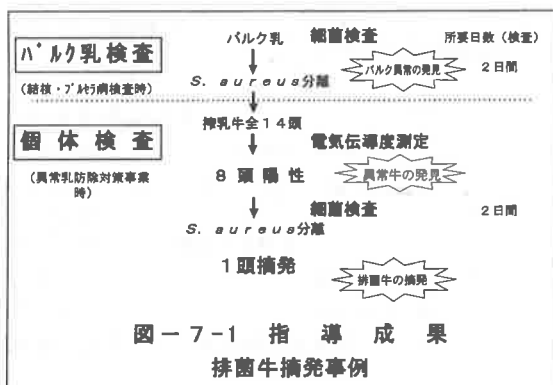 バルク乳 細菌検査 所要日数（検査）
バルク乳検査
バルク異常の発見 2日間
（結核・ブルセラ病検査時） S. aureus分離
搾乳牛全14頭
個体検査
電気伝導度測定
（異常乳防除対策事業時）
8頭陽性 異常牛の発見
細菌検査 2日間
S. aureus分離
1頭摘発
排菌牛の摘発
図－7-1 指導成果
排菌牛摘発事例